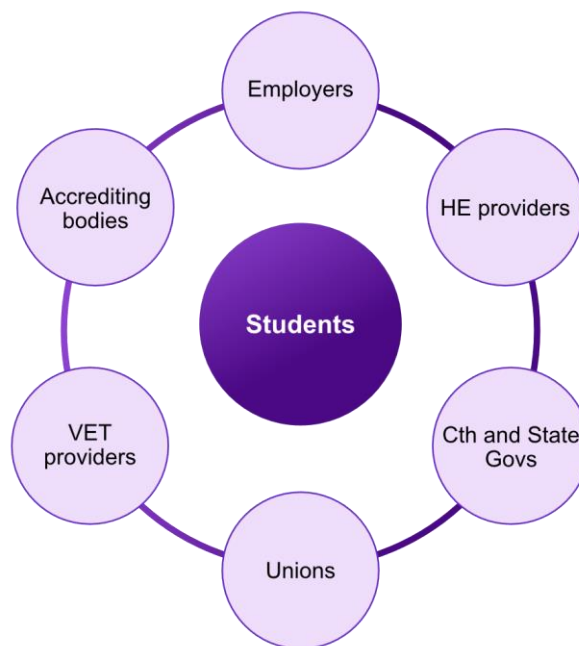 Employers
Accrediting
bodies
HE providers
Students
VET
providers
Cth and State
Govs
Unions